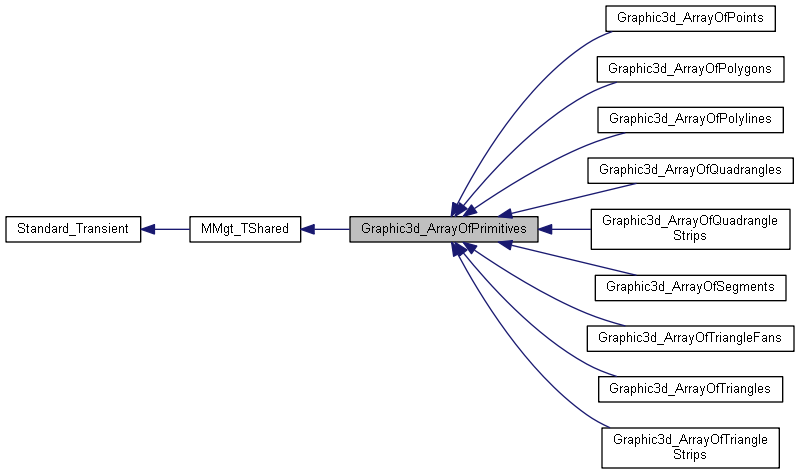 Graphic3d_ArrayOfPoints
Graphic3d_ArrayOfPolygons
Graphic3d_ArrayOfPolylines
Graphic3d_ArrayOfQuadrangles
Standard_Transient
MMgt_TShared
Graphic3d_ArrayOfPrimitives
Graphic3d_ArrayOfQuadrangle
Strips
Graphic3d_ArrayOfSegments
Graphic3d_ArrayOfTriangleFans
Graphic3d_ArrayOfTriangles
Graphic3d_ArrayOfTriangle
Strips